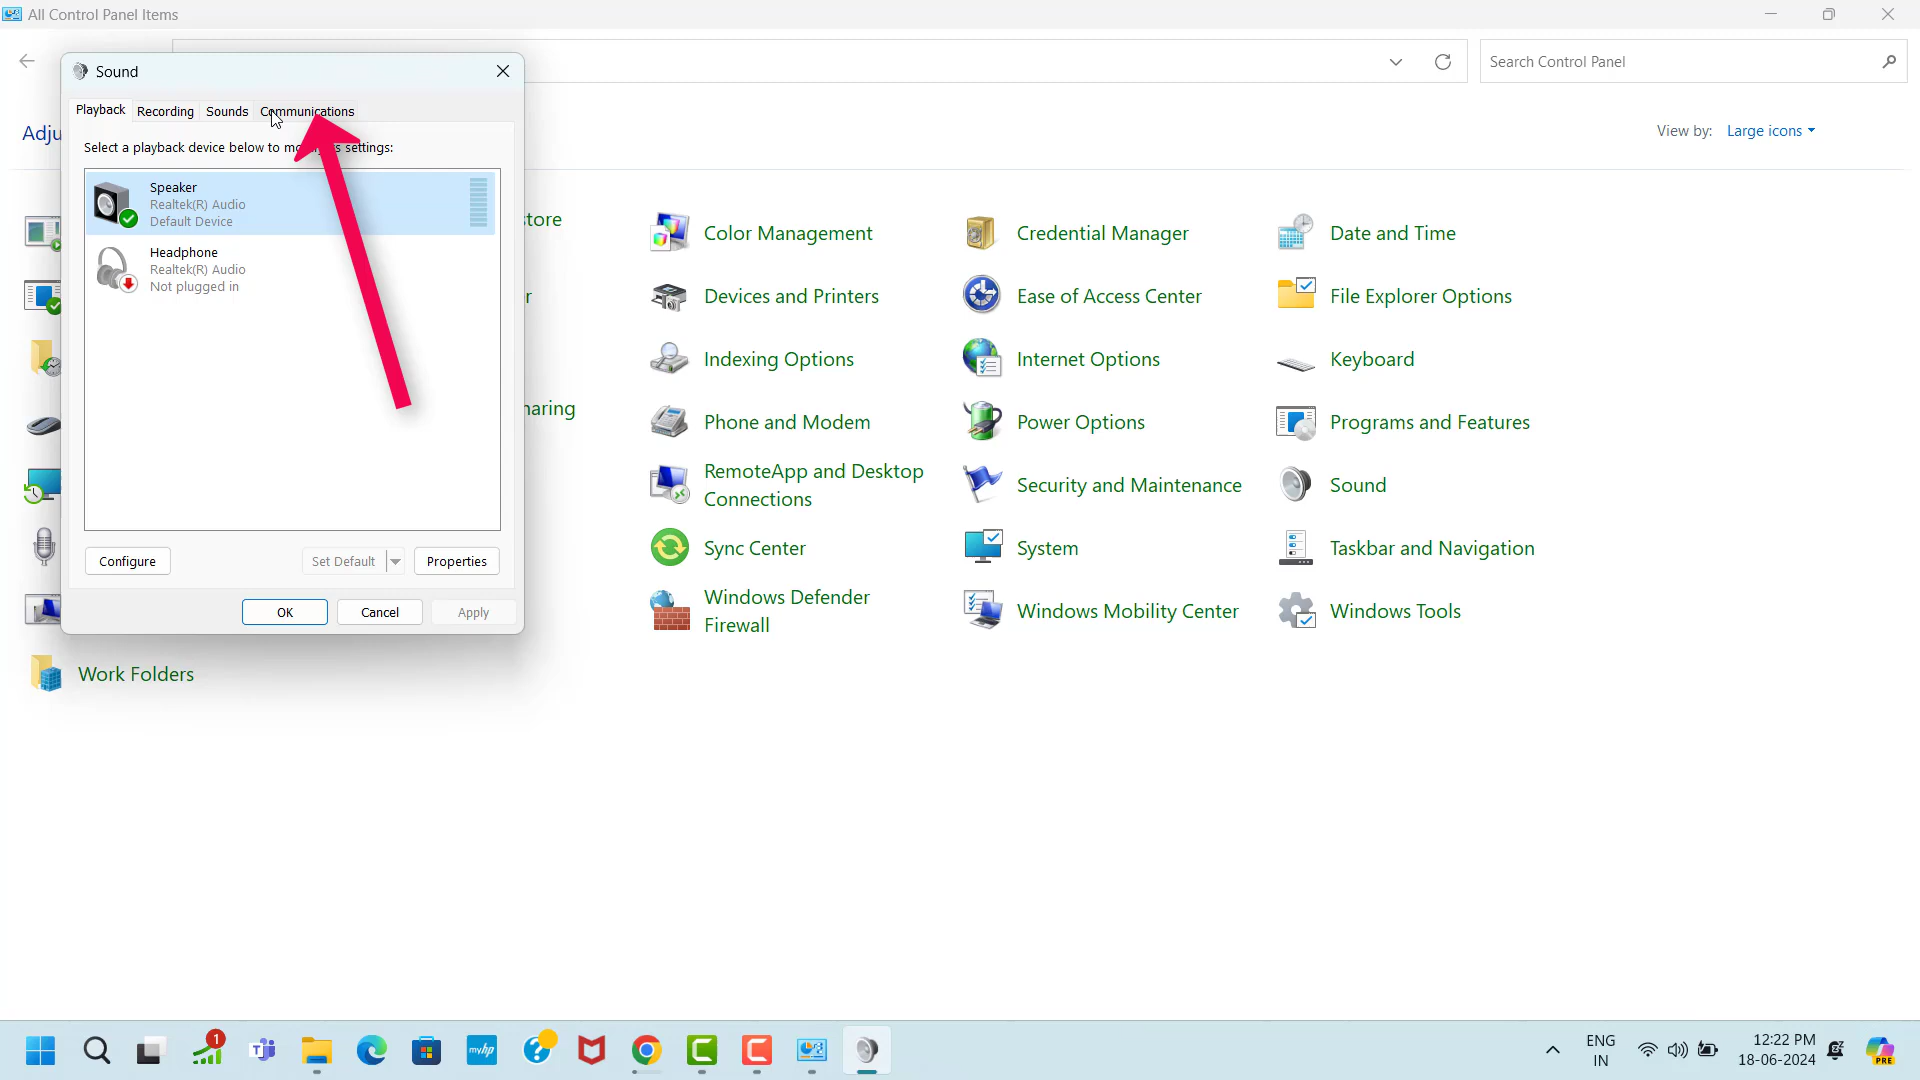 All Control Panel Items
Search Control Panel
Sound
Playback
Recording
Sounds
Communications
Select a playback device below to settings:
Speaker
Realtek(R) Audio
Default Device
Headphone
Realtek(R) Audio
Not plugged in
Configure
Set Default
Properties
OK
Cancel
Apply
Adju
View by:
Large icons
tore
Color Management
Credential Manager
Date and Time
r
Devices and Printers
Ease of Access Center
File Explorer Options
Indexing Options
Internet Options
Keyboard
haring
Phone and Modem
Power Options
Programs and Features
RemoteApp and Desktop
Connections
Security and Maintenance
Sound
Sync Center
System
Taskbar and Navigation
Windows Defender
Firewall
Windows Mobility Center
Windows Tools
Work Folders
1
myhp
ENG
IN
12:22 PM
18-06-2024
PRE